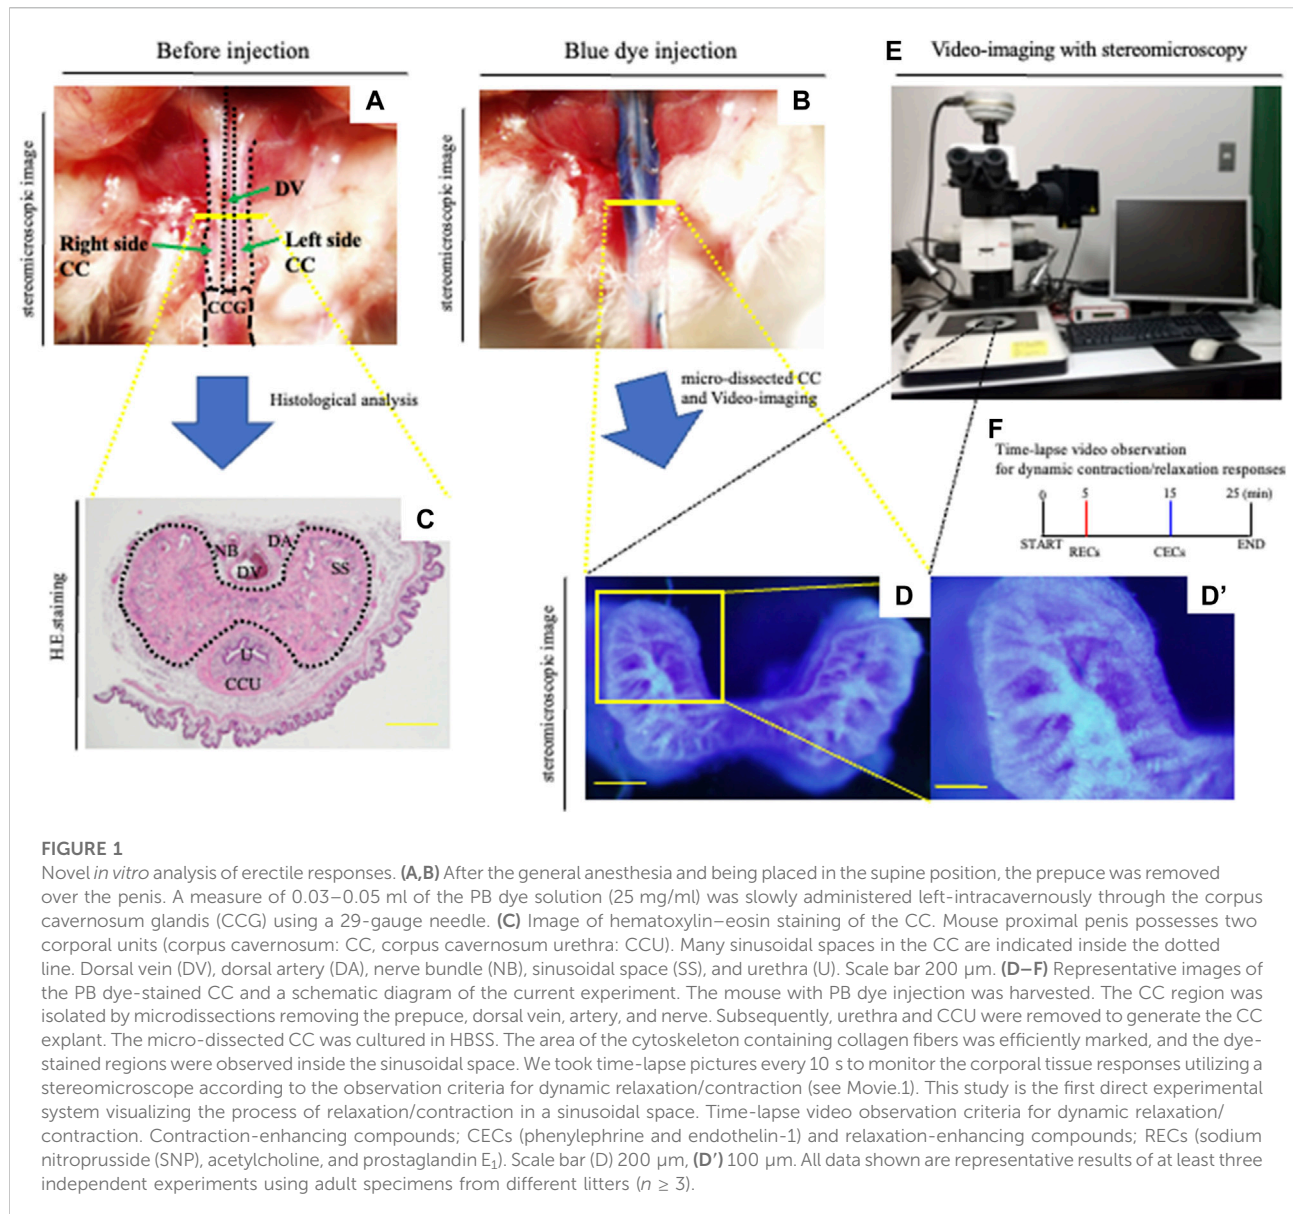 Before injection
Blue dye injection
E
Video-imaging with stereomicroscopy
stereomicroscopic image
A
DV
Right side
CC
Left side
CC
CCG
stereomicroscopic image
B
Histological analysis
micro-dissected CC
and Video-imaging
F
Time-lapse video observation
for dynamic contraction/relaxation responses
0
5
15
25 (min)
START
RECs
CECs
END
H.E.staining
C
NB
DA
DV
SS
U
CCU
stereomicroscopic image
D
D’
FIGURE 1
Novel in vitro analysis of erectile responses. (A,B) After the general anesthesia and being placed in the supine position, the prepuce was removed
over the penis. A measure of 0.03–0.05 ml of the PB dye solution (25 mg/ml) was slowly administered left-intracavernously through the corpus
cavernosum glandis (CCG) using a 29-gauge needle. (C) Image of hematoxylin–eosin staining of the CC. Mouse proximal penis possesses two
corporal units (corpus cavernosum: CC, corpus cavernosum urethra: CCU). Many sinusoidal spaces in the CC are indicated inside the dotted
line. Dorsal vein (DV), dorsal artery (DA), nerve bundle (NB), sinusoidal space (SS), and urethra (U). Scale bar 200 µm. (D–F) Representative images of
the PB dye-stained CC and a schematic diagram of the current experiment. The mouse with PB dye injection was harvested. The CC region was
isolated by microdissections removing the prepuce, dorsal vein, artery, and nerve. Subsequently, urethra and CCU were removed to generate the CC
explant. The micro-dissected CC was cultured in HBSS. The area of the cytoskeleton containing collagen fibers was efficiently marked, and the dye-
stained regions were observed inside the sinusoidal space. We took time-lapse pictures every 10 s to monitor the corporal tissue responses utilizing a
stereomicroscope according to the observation criteria for dynamic relaxation/contraction (see Movie.1). This study is the first direct experimental
system visualizing the process of relaxation/contraction in a sinusoidal space. Time-lapse video observation criteria for dynamic relaxation/
contraction. Contraction-enhancing compounds; CECs (phenylephrine and endothelin-1) and relaxation-enhancing compounds; RECs (sodium
nitroprusside (SNP), acetylcholine, and prostaglandin E₁). Scale bar (D) 200 µm, (D’) 100 µm. All data shown are representative results of at least three
independent experiments using adult specimens from different litters (n ≥ 3).